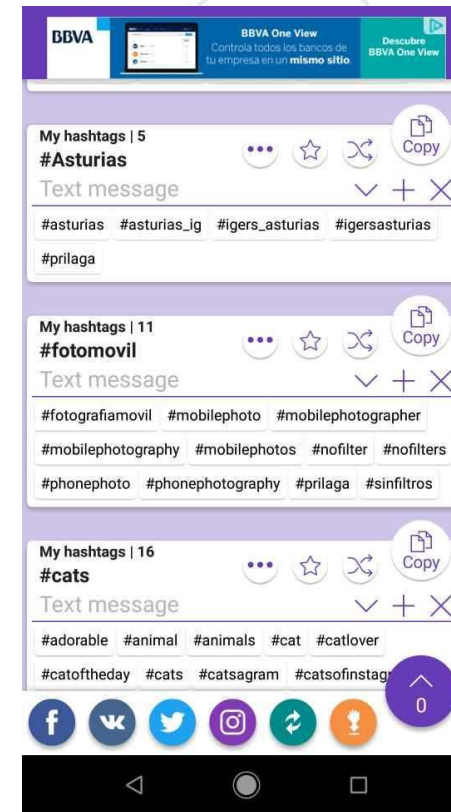 BBVA
BBVA One View
Controla todos los bancos de
tu empresa en un mismo sitio.
Descubre
BBVA One View
My hashtags | 5
#Asturias
Copy
Text message
#asturias #asturias_ig #igers_asturias #igersasturias
#prilaga
My hashtags | 11
#fotomovil
Copy
Text message
#fotografiamovil #mobilephoto #mobilephotographer
#mobilephotography #mobilephotos #nofilter #nofilters
#phonephoto #phonephotography #prilaga #sinfiltros
My hashtags | 16
#cats
Copy
Text message
#adorable #animal #animals #cat #catlover
#catoftheday #cats #catsagram #catsofinstag
0